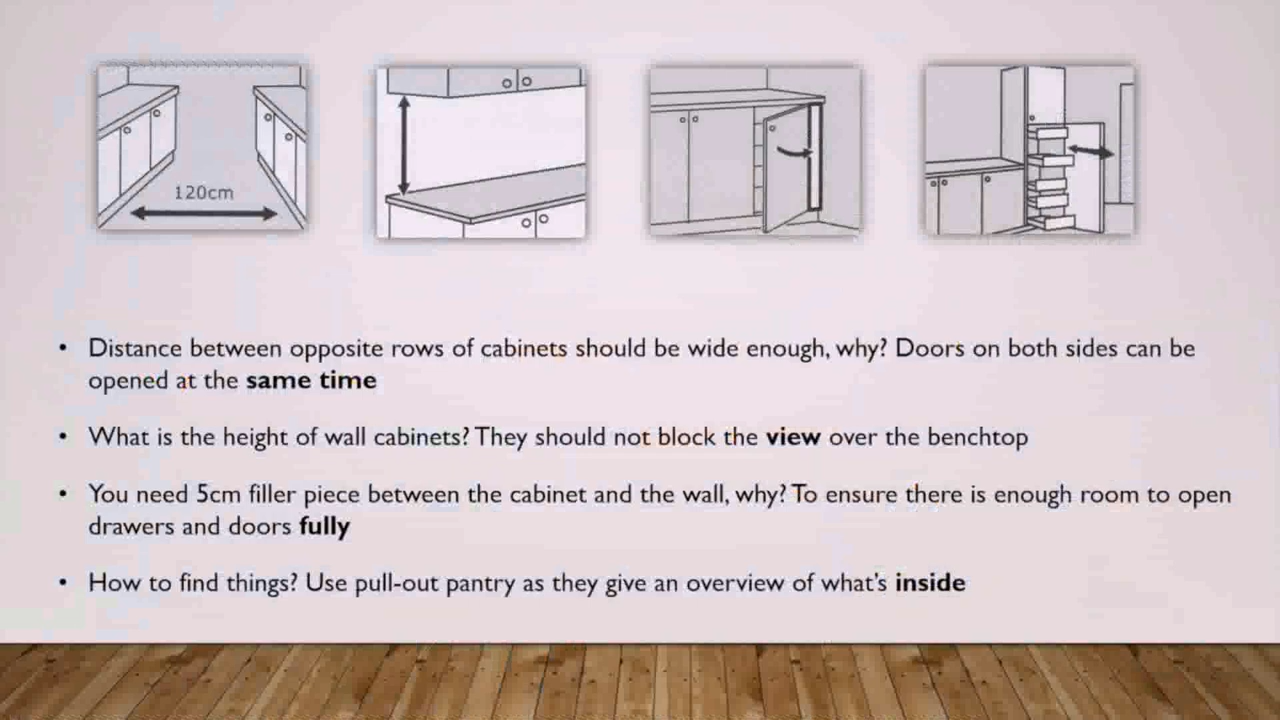 120cm
• Distance between opposite rows of cabinets should be wide enough, why? Doors on both sides can be
opened at the same time
• What is the height of wall cabinets? They should not block the view over the benchtop
• You need 5cm filler piece between the cabinet and the wall, why? To ensure there is enough room to open
drawers and doors fully
• How to find things? Use pull-out pantry as they give an overview of what's inside